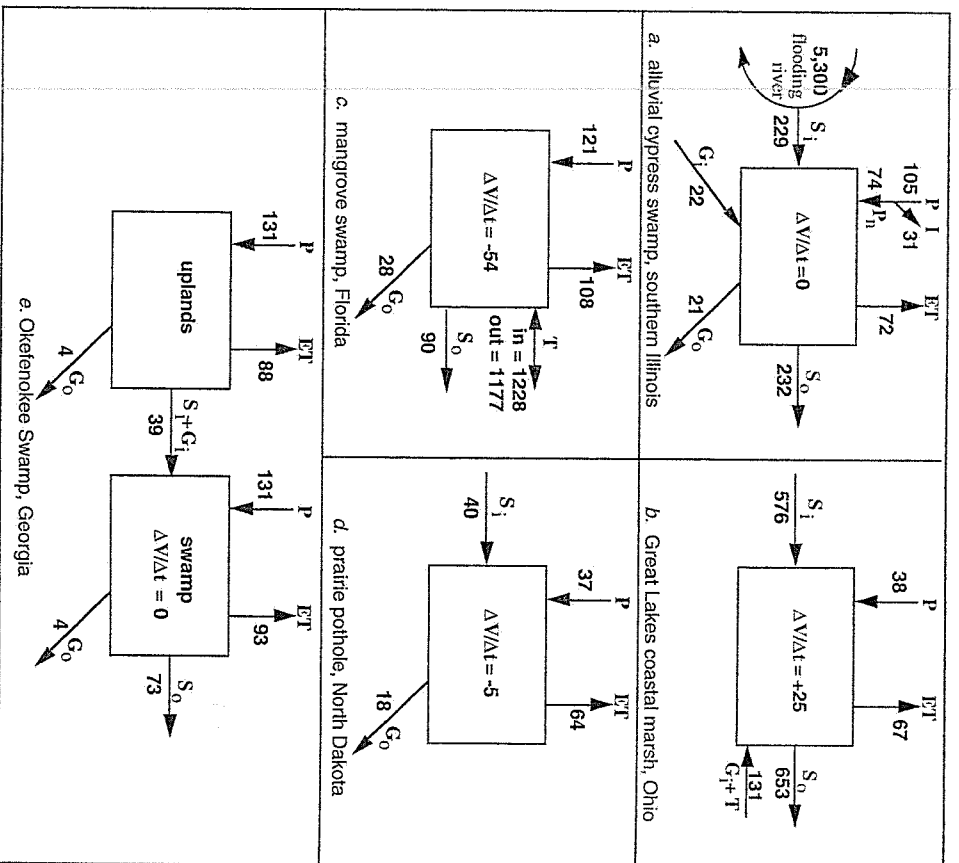 5,300
flooding
river
Si
229
P
I
105
31
74
Pn
ET
72
ΔV/Δt =0
Gi
22
21
Go
So
232
a. alluvial cypress swamp, southern Illinois
Si
576
P
38
ET
67
ΔV/Δt = +25
So
653
131
Gi+ T
b. Great Lakes coastal marsh, Ohio
P
121
ET
108
ΔV/Δt = -54
T
in = 1228
out = 1177
So
90
28
Go
c. mangrove swamp, Florida
Si
40
P
37
ET
64
ΔV/Δt = -5
18
Go
d. prairie pothole, North Dakota
P
131
ET
88
uplands
4
Go
Si+Gi
39
P
131
ET
93
swamp
ΔV/Δt = 0
4
Go
So
73
e. Okefenokee Swamp, Georgia